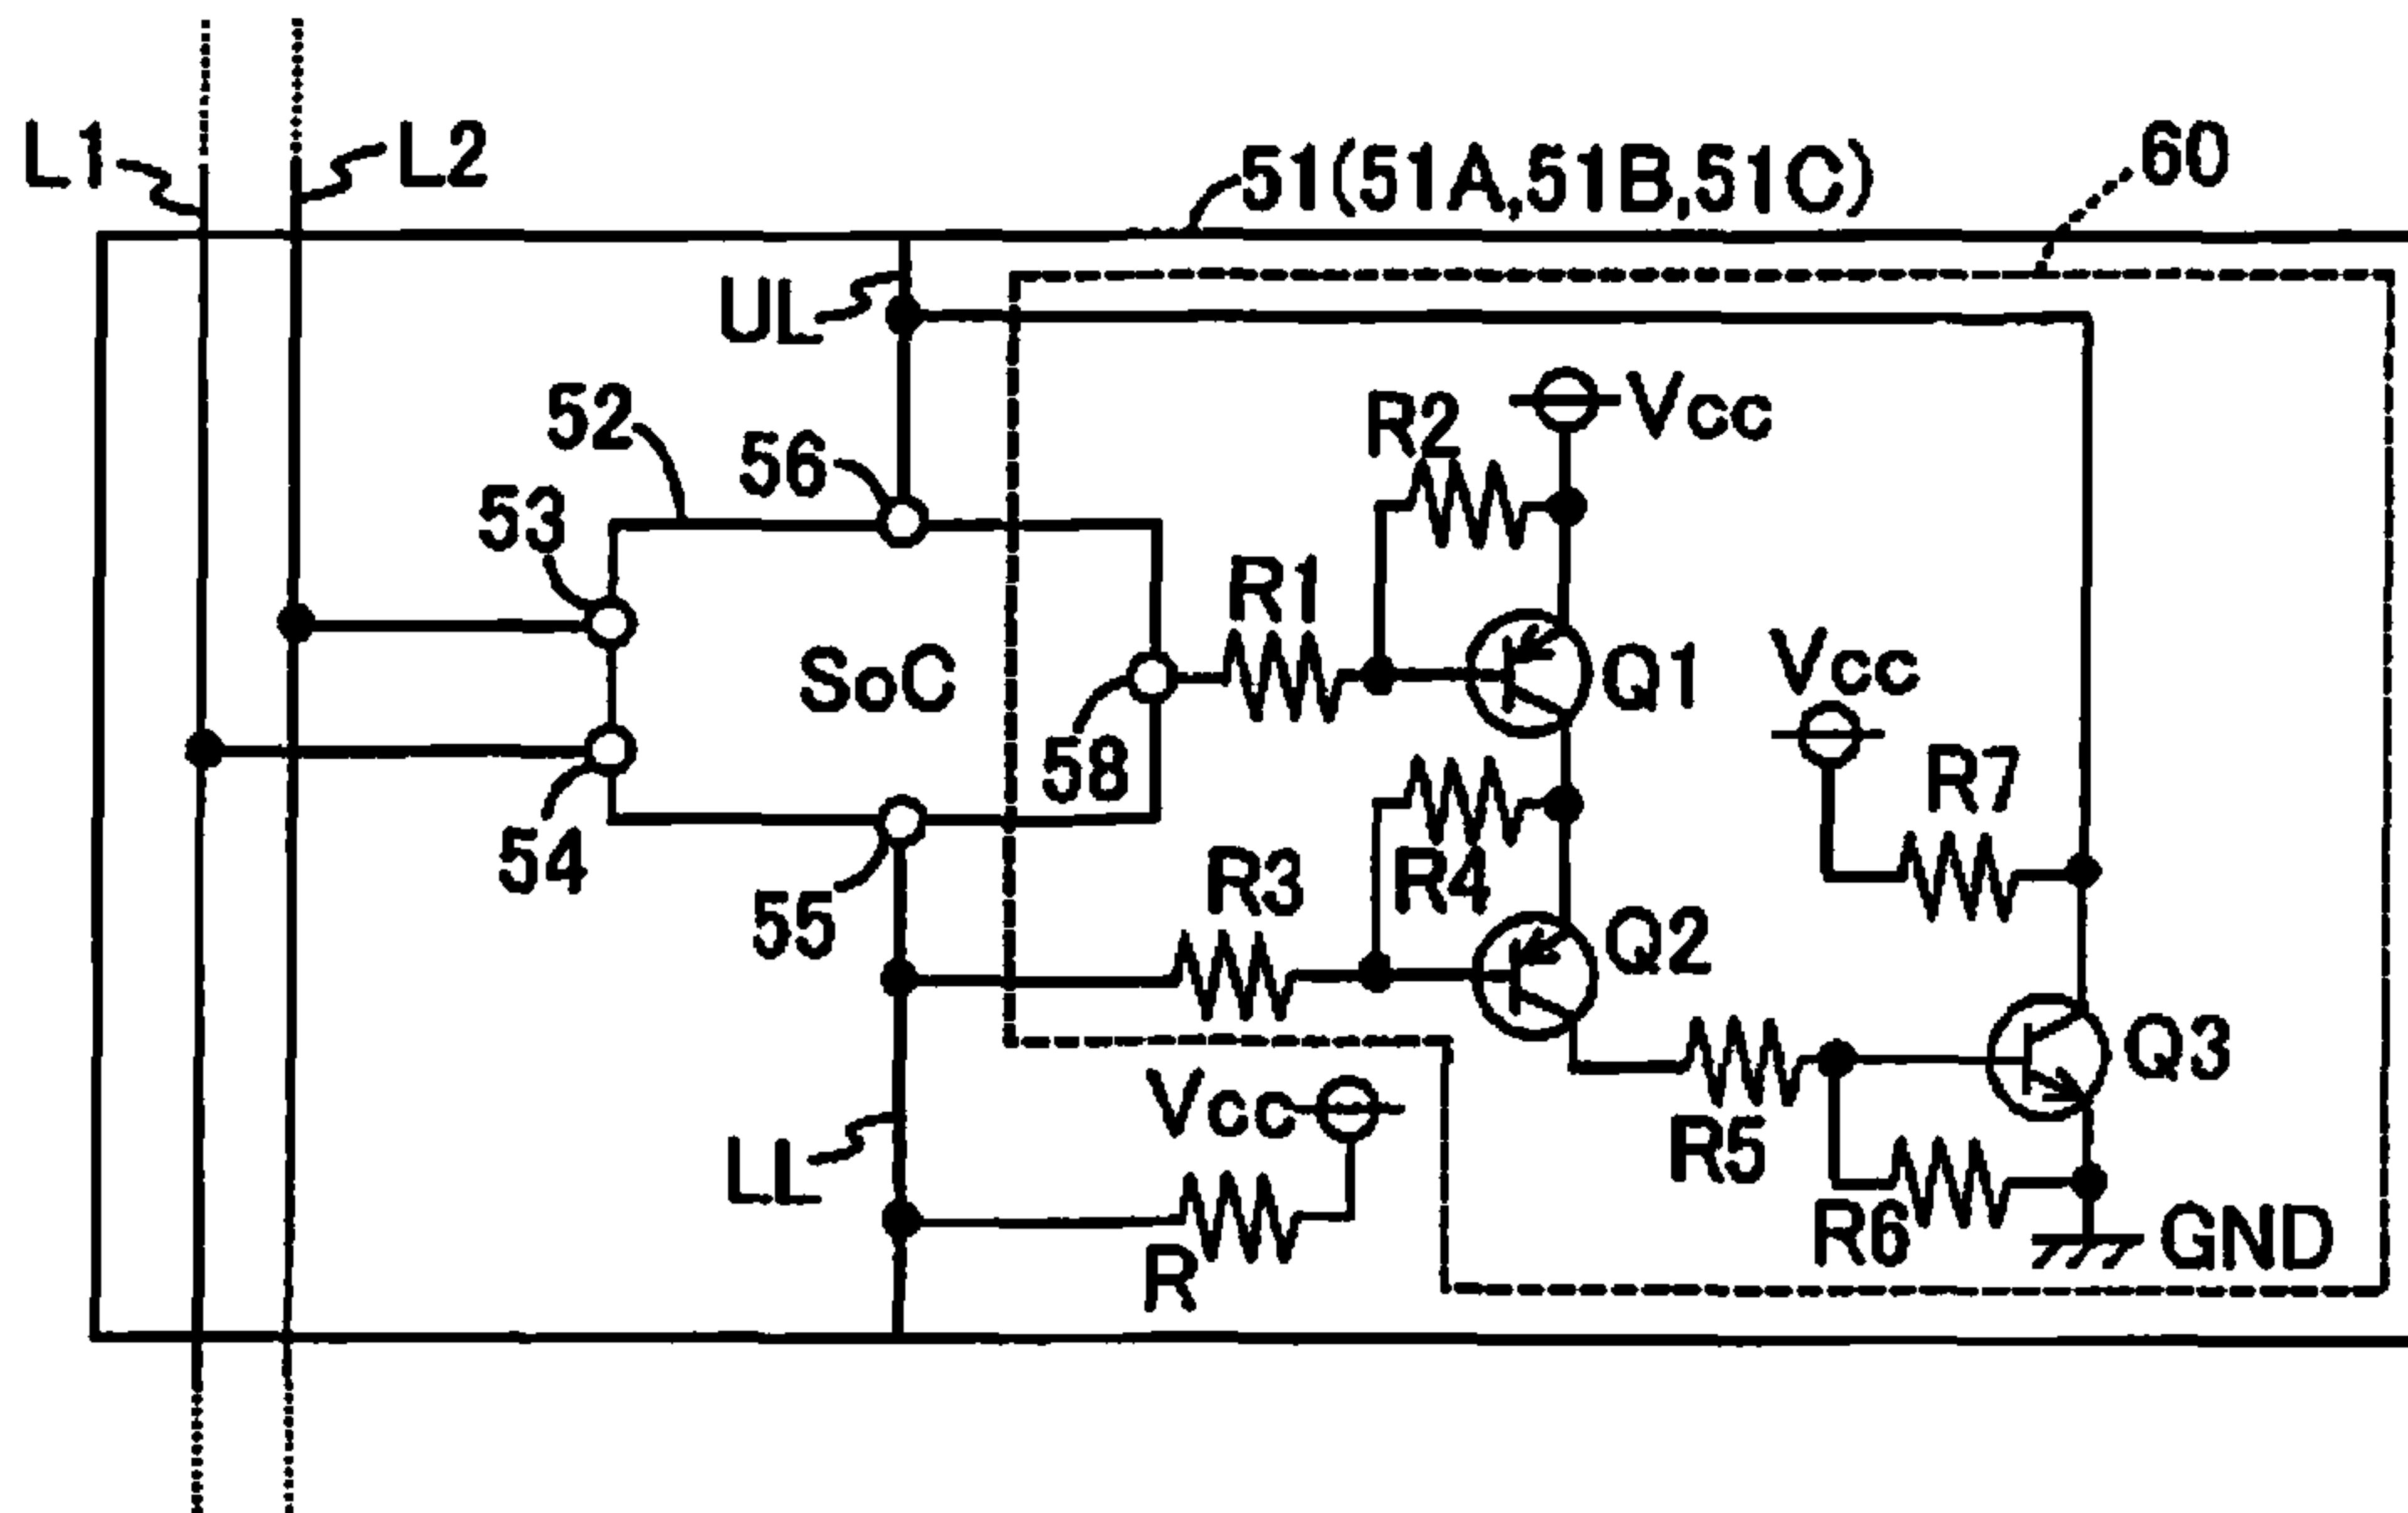 L1
L2
51(51A,51B,51C)
60
UL
52
56
R2
Vcc
53
R1
SoC
Q1
Vcc
58
R7
54
R3
R4
55
Q2
Q3
Vcc
R5
LL
R6
GND
R